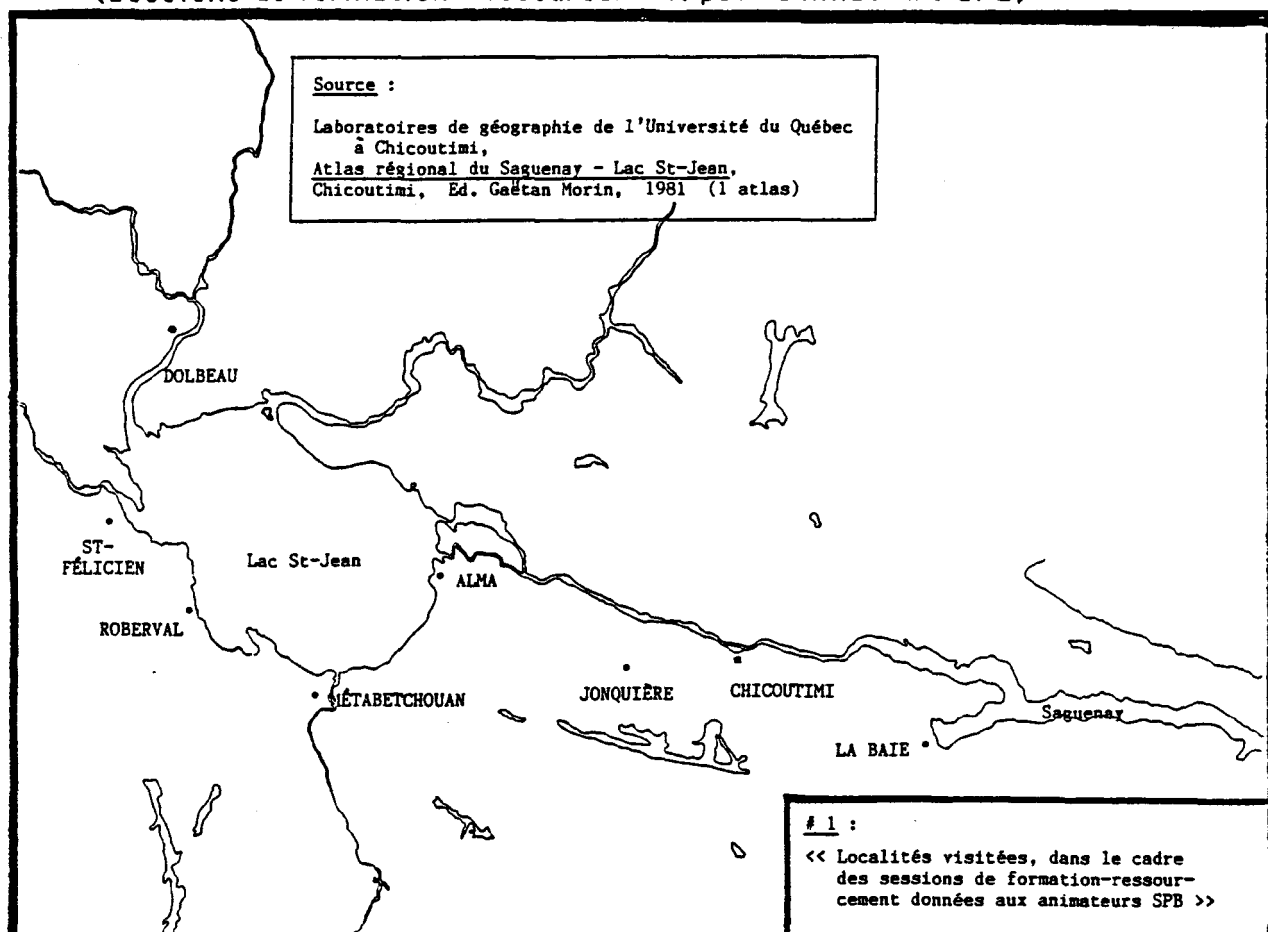 Source :
Laboratoires de géographie de l'Université du Québec
à Chicoutimi,
Atlas régional du Saguenay - Lac St-Jean,
Chicoutimi, Ed. Gaëtan Morin, 1981 (1 atlas)
DOLBEAU
ST-
FÉLICIEN
Lac St-Jean
ALMA
ROBERVAL
MÉTABETCHOUAN
JONQUIÈRE
CHICOUTIMI
Saguenay
LA BAIE
# 1 :
<< Localités visitées, dans le cadre
des sessions de formation-ressour-
cement données aux animateurs SPB >>